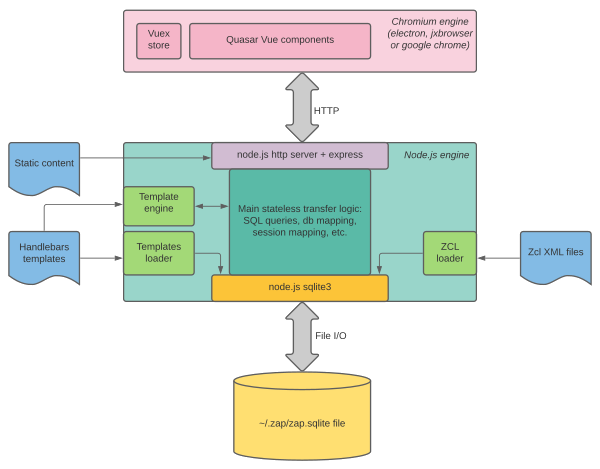 Chromium engine
(electron, jxbrowser
or google chrome)
Vuex
store
Quasar Vue components
HTTP
node.js http server + express
Node.js engine
Static content
Template
engine
Main stateless transfer logic:
SQL queries, db mapping,
session mapping, etc.
Handlebars
templates
Templates
loader
ZCL
loader
Zcl XML files
node.js sqlite3
File I/O
~/.zap/zap.sqlite file